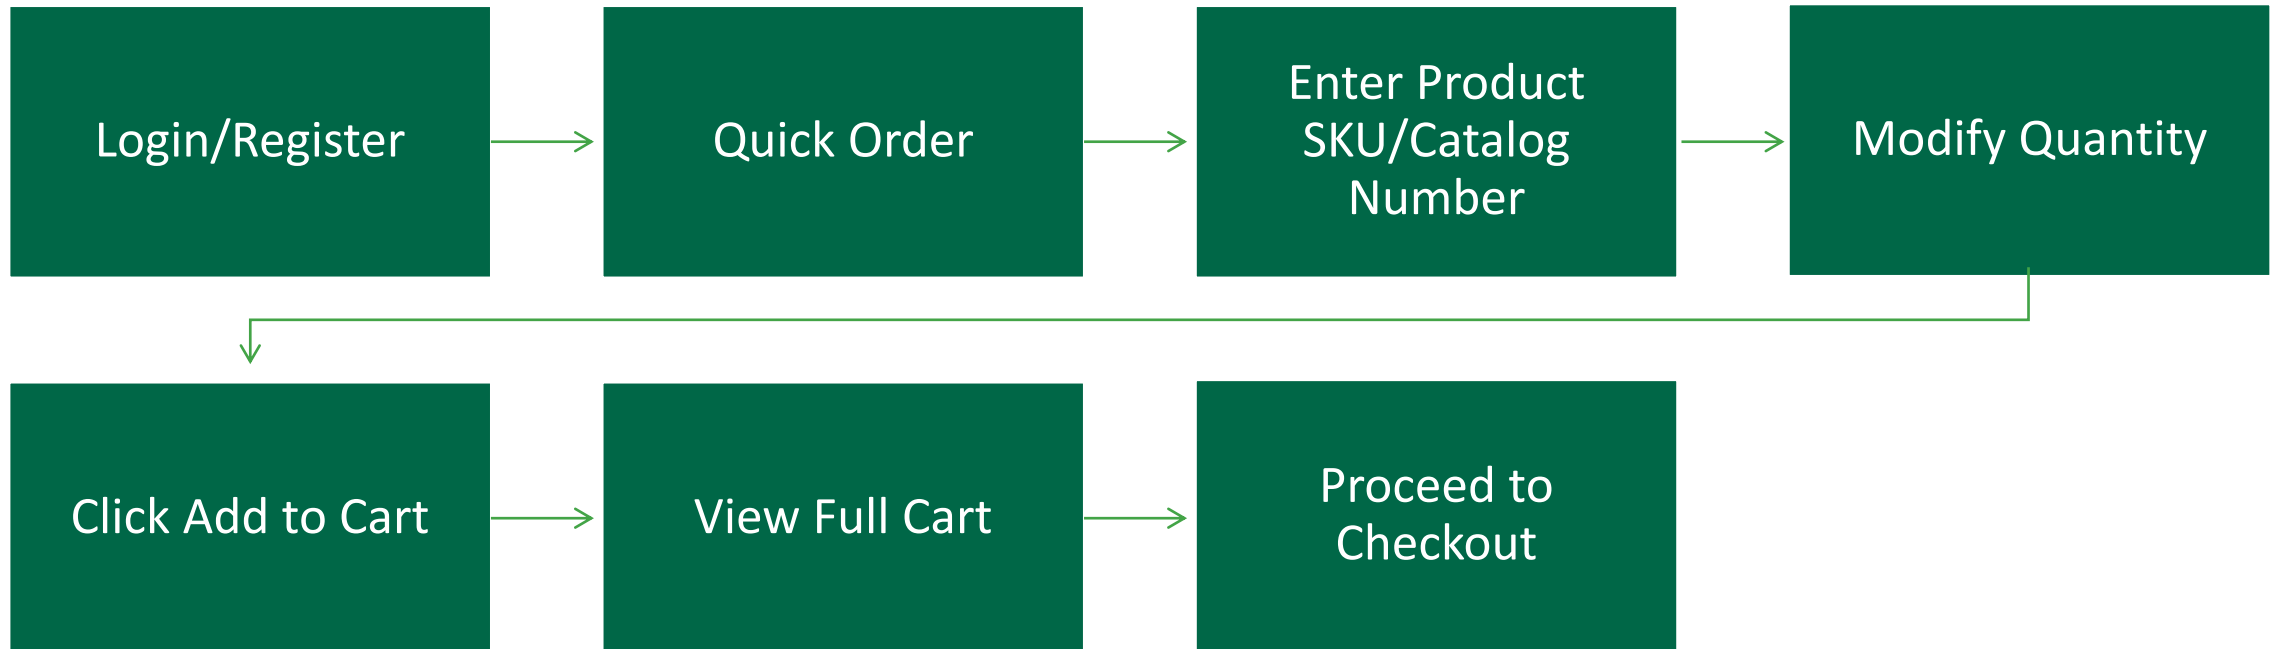 Login/Register
Quick Order
Enter Product
SKU/Catalog
Number
Modify Quantity
Click Add to Cart
View Full Cart
Proceed to
Checkout